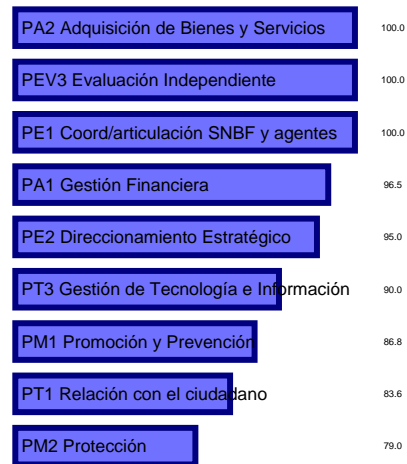 PA2 Adquisición de Bienes y Servicios 100.0
PEV3 Evaluación Independiente 100.0
PE1 Coord/articulación SNBF y agentes 100.0
PA1 Gestión Financiera 96.5
PE2 Direccionamiento Estratégico 95.0
PT3 Gestión de Tecnología e Información 90.0
PM1 Promoción y Prevención 86.8
PT1 Relación con el ciudadano 83.6
PM2 Protección 79.0